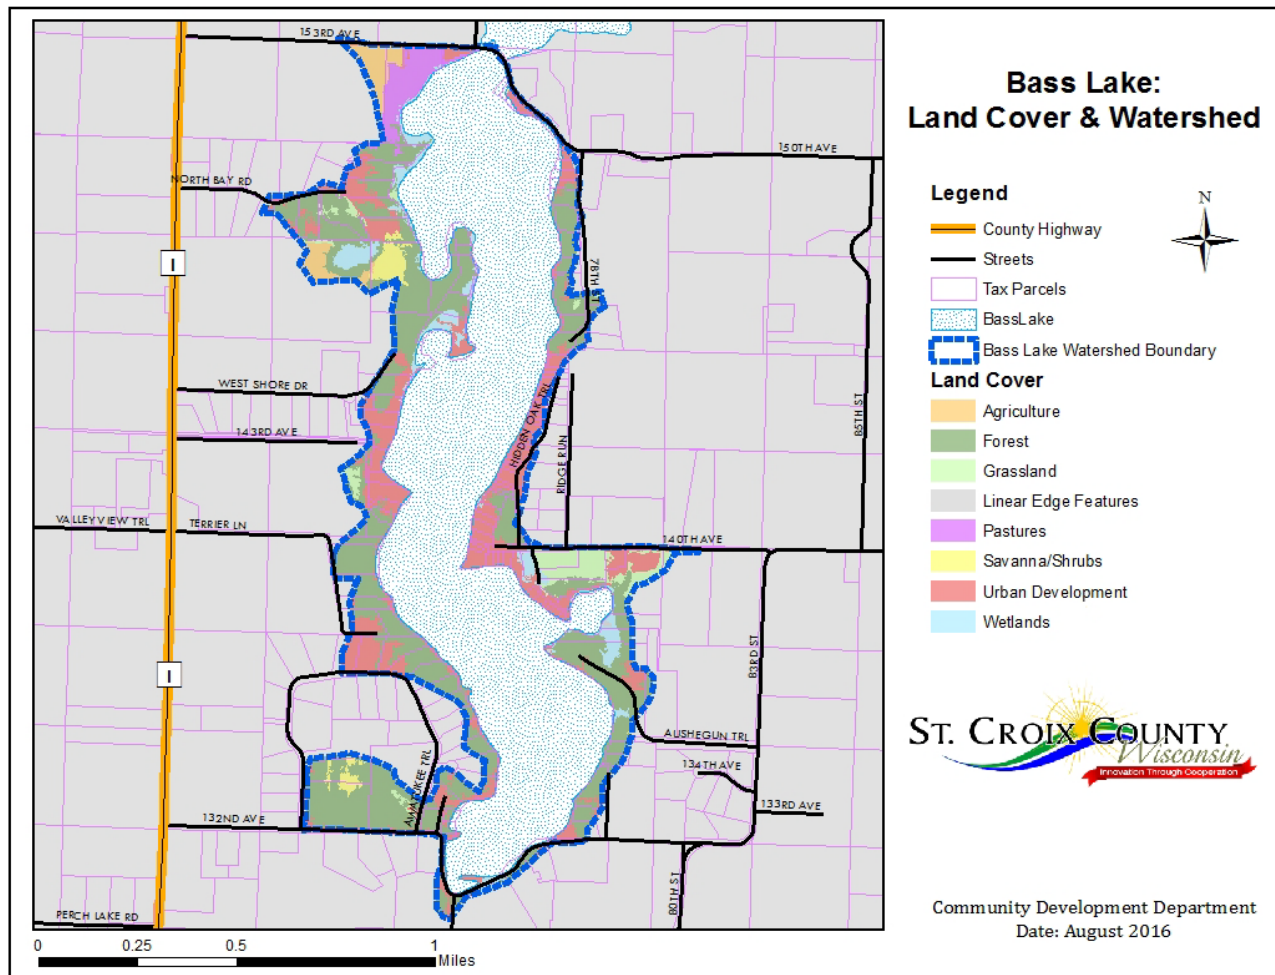 153RD AVE
150TH AVE
NORTH BAY RD
I
78TH ST
WEST SHORE DR
HIDDEN OAK TRL
85TH ST
143RD AVE
RIDGE RUN
VALLEY VIEW TRL
TERRIER LN
140TH AVE
83RD ST
I
AUSHEGUN TRL
AWATUKEE TRL
134TH AVE
133RD AVE
132ND AVE
80TH ST
PERCH LAKE RD
0 0.25 0.5 1
Miles
Bass Lake:
Land Cover & Watershed
Legend
N
County Highway
Streets
Tax Parcels
BassLake
Bass Lake Watershed Boundary
Land Cover
Agriculture
Forest
Grassland
Linear Edge Features
Pastures
Savanna/Shrubs
Urban Development
Wetlands
ST. CROIX COUNTY
Wisconsin
Innovation Through Cooperation
Community Development Department
Date: August 2016